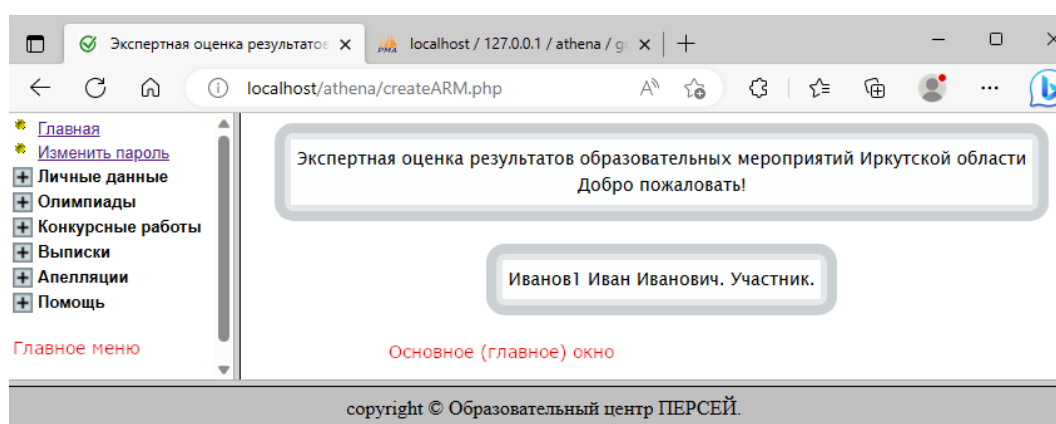 Экспертная оценка результатов
localhost / 127.0.0.1 / athena / g
localhost/athena/createARM.php
Главная
Изменить пароль
Личные данные
Олимпиады
Конкурсные работы
Выписки
Апелляции
Помощь
Главное меню
Экспертная оценка результатов образовательных мероприятий Иркутской области
Добро пожаловать!
Иванов1 Иван Иванович. Участник.
Основное (главное) окно
copyright © Образовательный центр ПЕРСЕЙ.